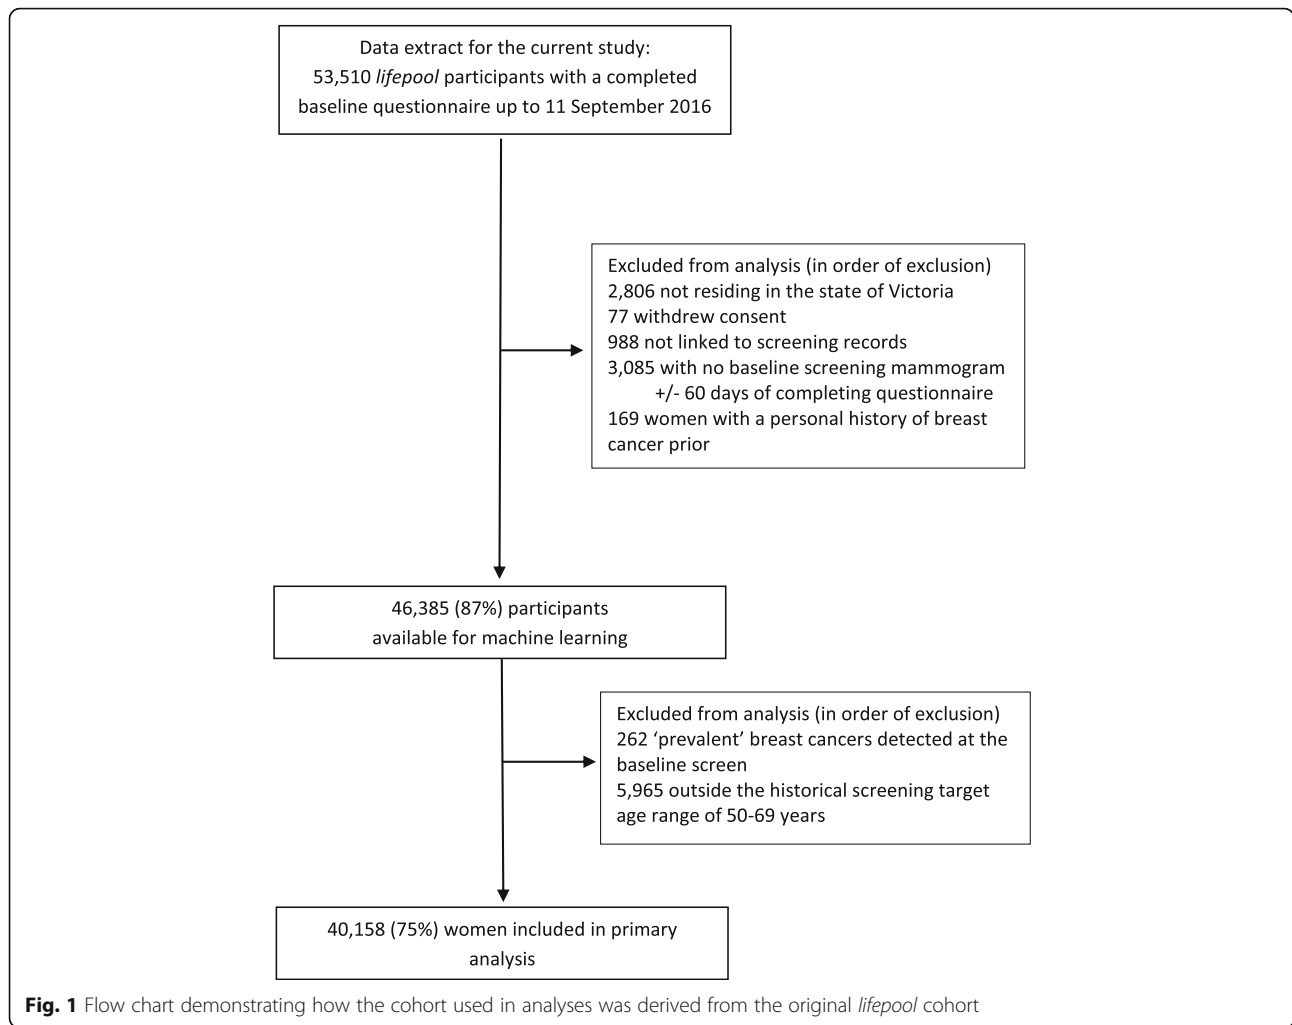 Data extract for the current study:
53,510 lifepool participants with a completed
baseline questionnaire up to 11 September 2016
Excluded from analysis (in order of exclusion)
2,806 not residing in the state of Victoria
77 withdrew consent
988 not linked to screening records
3,085 with no baseline screening mammogram
+/- 60 days of completing questionnaire
169 women with a personal history of breast
cancer prior
46,385 (87%) participants
available for machine learning
Excluded from analysis (in order of exclusion)
262 ‘prevalent’ breast cancers detected at the
baseline screen
5,965 outside the historical screening target
age range of 50-69 years
40,158 (75%) women included in primary
analysis
Fig. 1 Flow chart demonstrating how the cohort used in analyses was derived from the original lifepool cohort